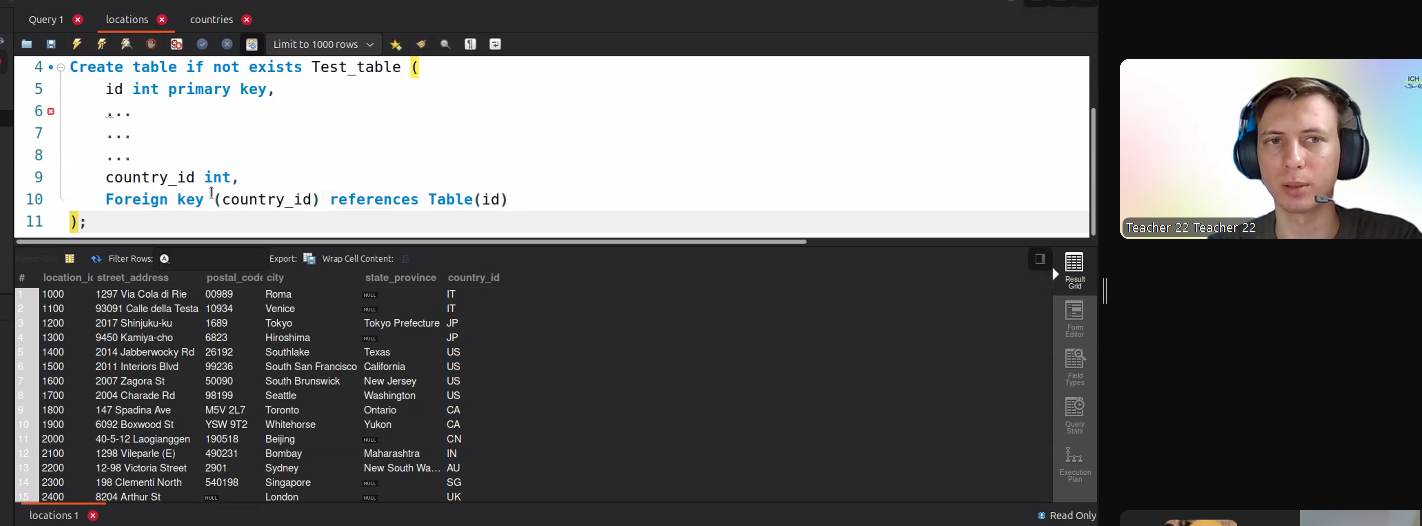 Query 1 locations countries
Limit to 1000 rows
4 Create table if not exists Test_table (
5 id int primary key,
6 ...
7 ...
8 ...
9 country_id int,
10 Foreign key (country_id) references Table(id)
11 );
Filter Rows: Export: Wrap Cell Content:
# location_id street_address postal_code city state_province country_id
1 1000 1297 Via Cola di Rie 00989 Roma NULL IT
2 1100 93091 Calle della Testa 10934 Venice NULL IT
3 1200 2017 Shinjuku-ku 1689 Tokyo Tokyo Prefecture JP
4 1300 9450 Kamiya-cho 6823 Hiroshima NULL JP
5 1400 2014 Jabberwocky Rd 26192 Southlake Texas US
6 1500 2011 Interiors Blvd 99236 South San Francisco California US
7 1600 2007 Zagora St 50090 South Brunswick New Jersey US
8 1700 2004 Charade Rd 98199 Seattle Washington US
9 1800 147 Spadina Ave M5V 2L7 Toronto Ontario CA
10 1900 6092 Boxwood St YSW 9T2 Whitehorse Yukon CA
11 2000 40-5-12 Laogianggen 190518 Beijing NULL CN
12 2100 1298 Vileparle (E) 490231 Bombay Maharashtra IN
13 2200 12-98 Victoria Street 2901 Sydney New South Wa... AU
14 2300 198 Clementi North 540198 Singapore NULL SG
15 2400 8204 Arthur St NULL London NULL UK
Result
Grid
Form
Editor
Field
Types
Query
Stats
Execution
Plan
locations 1 Read Only
ICH
Teacher 22 Teacher 22